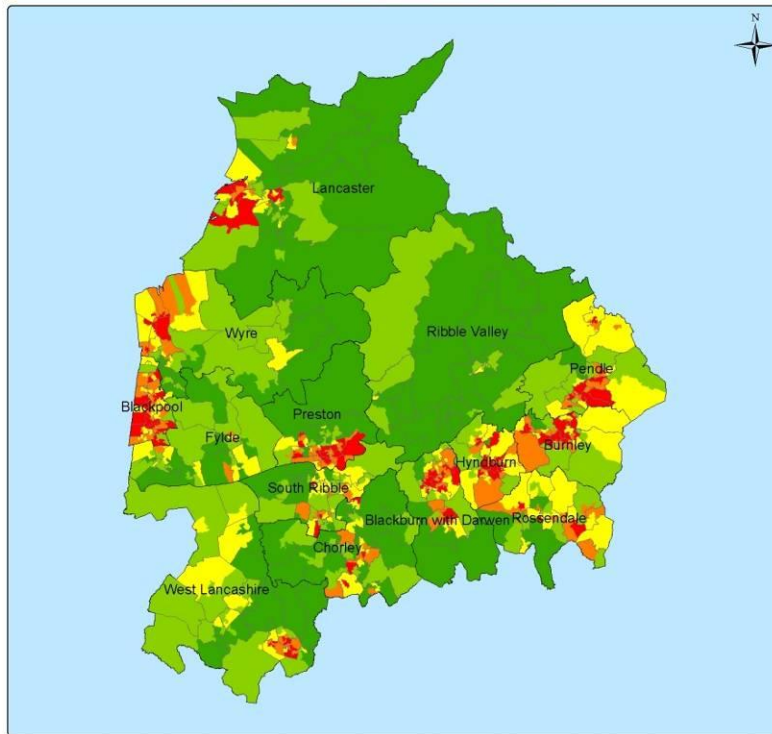 N
Lancaster
Wyre
Ribble Valley
Pendle
Blackpool
Preston
Fylde
Burnley
Hyndburn
South Ribble
Blackburn with Darwen
Rossendale
Chorley
West Lancashire